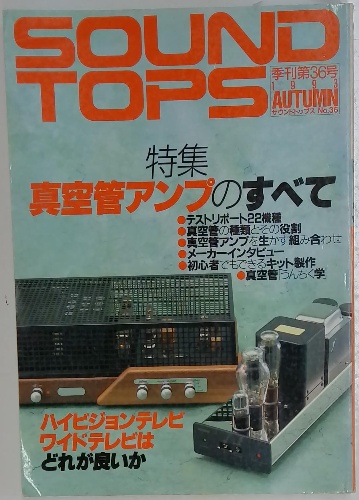 SOUND
TOPS
季刊第36号
1993
AUTUMN
サウンドトップス No.36
特集
真空管アンプのすべて
●テストリポート22機種
●真空管の種類とその役割
●真空管アンプを生かす組み合わせ
●メーカーインタビュー
●初心者でもできるキット製作
●真空管うんちく学
ハイビジョンテレビ
ワイドテレビは
どれが良いか